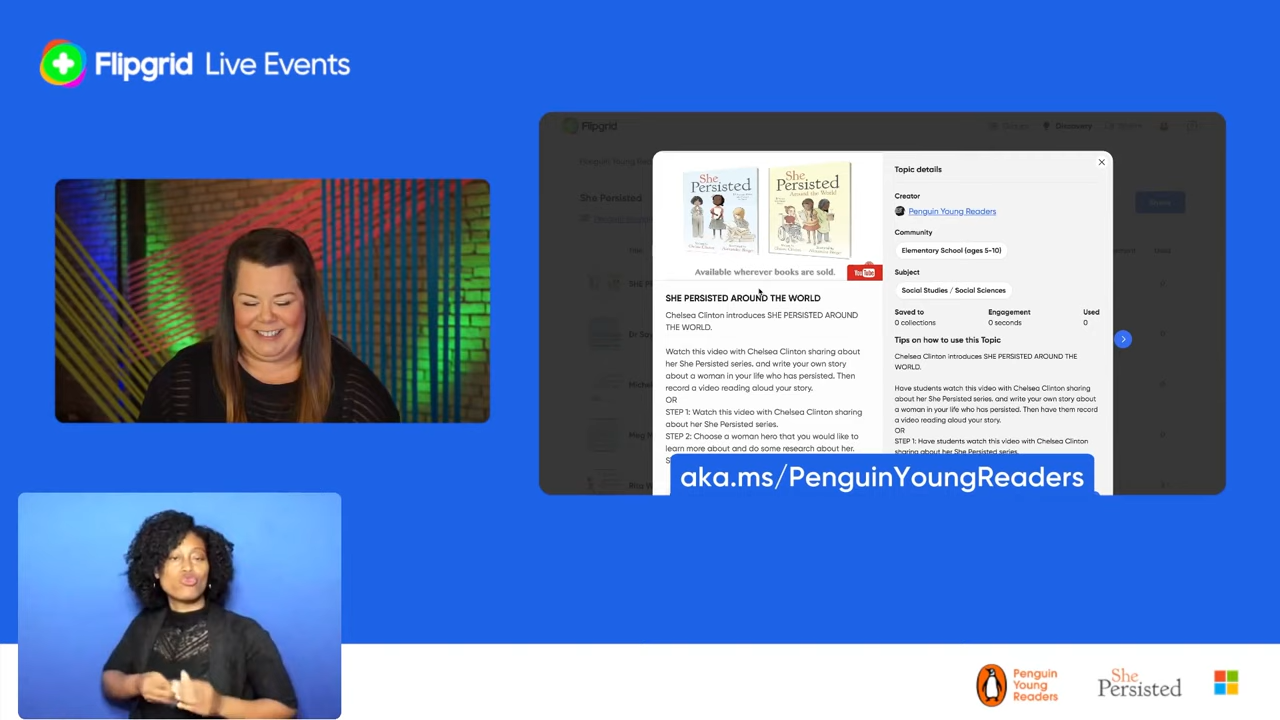 Flipgrid Live Events
Flipgrid
Discovery
She Persisted
She
Persisted
She
Persisted
Around the World
Available wherever books are sold.
YouTube
SHE PERSISTED AROUND THE WORLD
Chelsea Clinton introduces SHE PERSISTED AROUND
THE WORLD.
Watch this video with Chelsea Clinton sharing about
her She Persisted series. and write your own story
about a woman in your life who has persisted. Then
record a video reading aloud your story.
OR
STEP 1: Watch this video with Chelsea Clinton sharing
about her She Persisted series.
STEP 2: Choose a woman hero that you would like to
learn more about and do some research about her.
Topic details
Creator
Penguin Young Readers
Community
Elementary School (ages 5-10)
Subject
Social Studies / Social Sciences
Saved to Engagement Used
0 collections 0 seconds 0
Tips on how to use this Topic
Chelsea Clinton introduces SHE PERSISTED AROUND THE
WORLD.
Have students watch this video with Chelsea Clinton sharing
about her She Persisted series. and write your own story about
a woman in your life who has persisted. Then have them record
a video reading aloud your story.
OR
STEP 1: Have students watch this video with Chelsea Clinton
sharing about her She Persisted series.
aka.ms/PenguinYoungReaders
Penguin
Young
Readers
She
Persisted